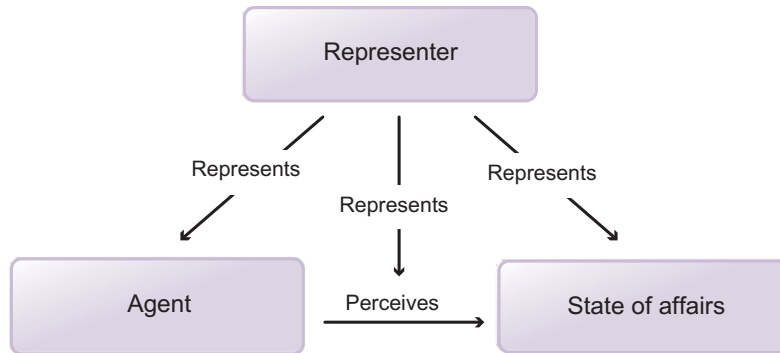 Representer
Represents
Represents
Represents
Agent
Perceives
State of affairs